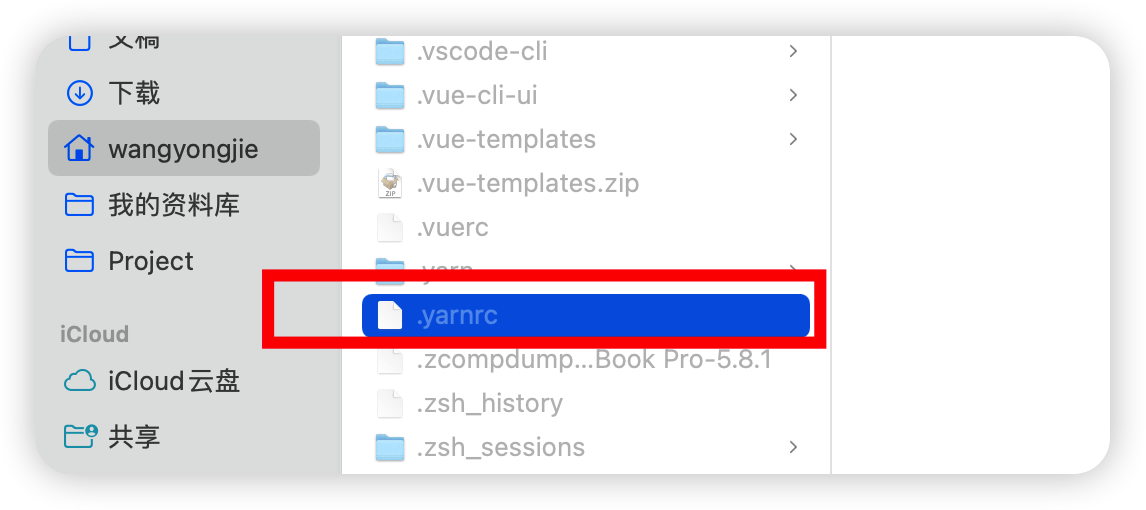 文稿
下载
wangyongjie
我的资料库
Project
iCloud
iCloud云盘
共享
.vscode-cli
.vue-cli-ui
.vue-templates
.vue-templates.zip
ZIP
.vuerc
.yarn
.yarnrc
.zcompdump...Book Pro-5.8.1
.zsh_history
.zsh_sessions